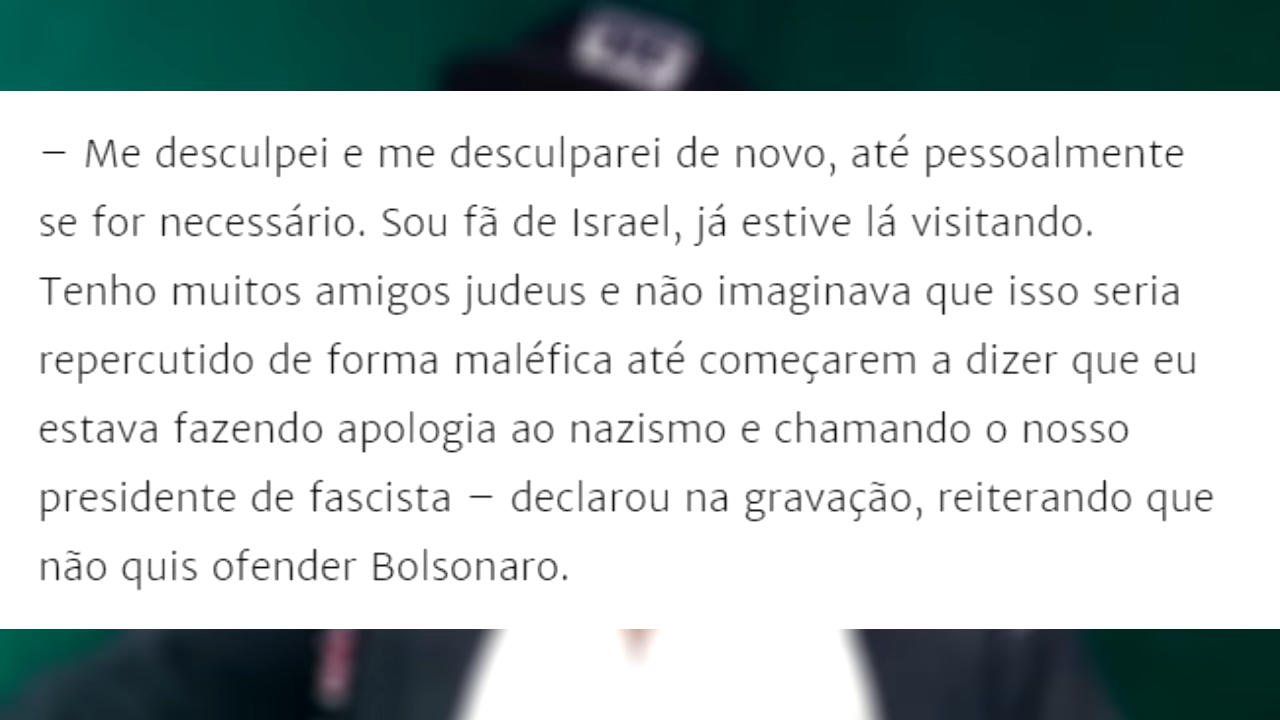 – Me desculpei e me desculparei de novo, até pessoalmente
se for necessário. Sou fã de Israel, já estive lá visitando.
Tenho muitos amigos judeus e não imaginava que isso seria
repercutido de forma maléfica até começarem a dizer que eu
estava fazendo apologia ao nazismo e chamando o nosso
presidente de fascista – declarou na gravação, reiterando que
não quis ofender Bolsonaro.